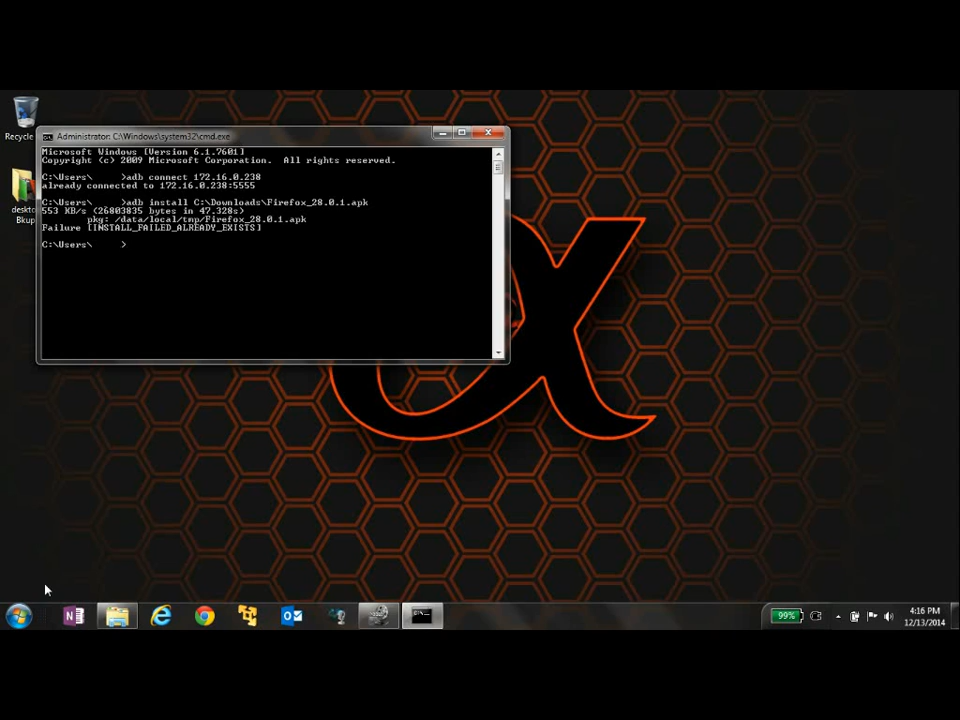 Recycle
deskto
Bkup
Administrator: C:\Windows\system32\cmd.exe
Microsoft Windows [Version 6.1.7601]
Copyright (c) 2009 Microsoft Corporation.  All rights reserved.
C:\Users\      >adb connect 172.16.0.238
already connected to 172.16.0.238:5555
C:\Users\      >adb install C:\Downloads\Firefox_28.0.1.apk
553 KB/s (26803835 bytes in 47.328s)
pkg: /data/local/tmp/Firefox_28.0.1.apk
Failure [INSTALL_FAILED_ALREADY_EXISTS]
C:\Users\      >
99%
4:16 PM
12/13/2014